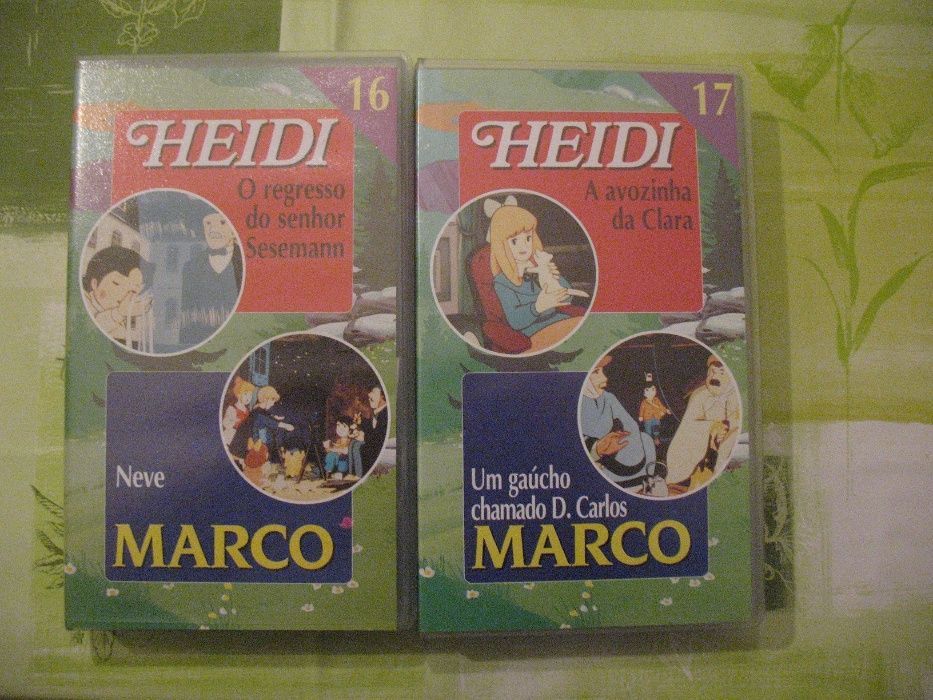 16
HEIDI
O regresso
do senhor
Sesemann
Neve
MARCO
17
HEIDI
A avozinha
da Clara
Um gaúcho
chamado D. Carlos
MARCO